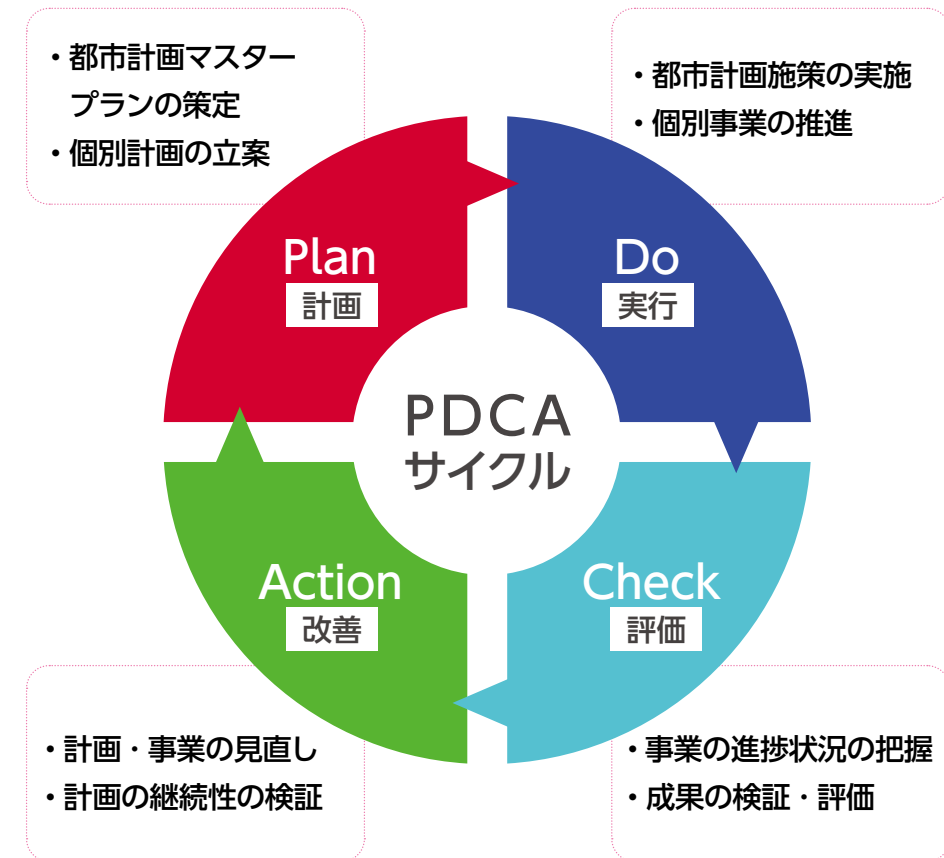 ・都市計画マスター
プランの策定
・個別計画の立案
・都市計画施策の実施
・個別事業の推進
Plan
計画
Do
実行
PDCA
サイクル
Action
改善
Check
評価
・計画・事業の見直し
・計画の継続性の検証
・事業の進捗状況の把握
・成果の検証・評価